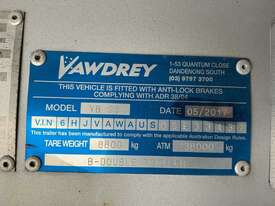 VAWDREY
1-53 QUANTUM CLOSE
DANDENONG SOUTH
(03) 9797 3700
THIS VEHICLE IS FITTED WITH ANTI-LOCK BRAKES
COMPLYING WITH ADR 38/04
MODEL VB
DATE 05/2017
V.I.N 6HJVAWAUS
This trailer has been manufactured to comply with the applicable Australian Design Rules.
TARE WEIGHT 8800 kg ATM 38000 kg
B-DOUBLE